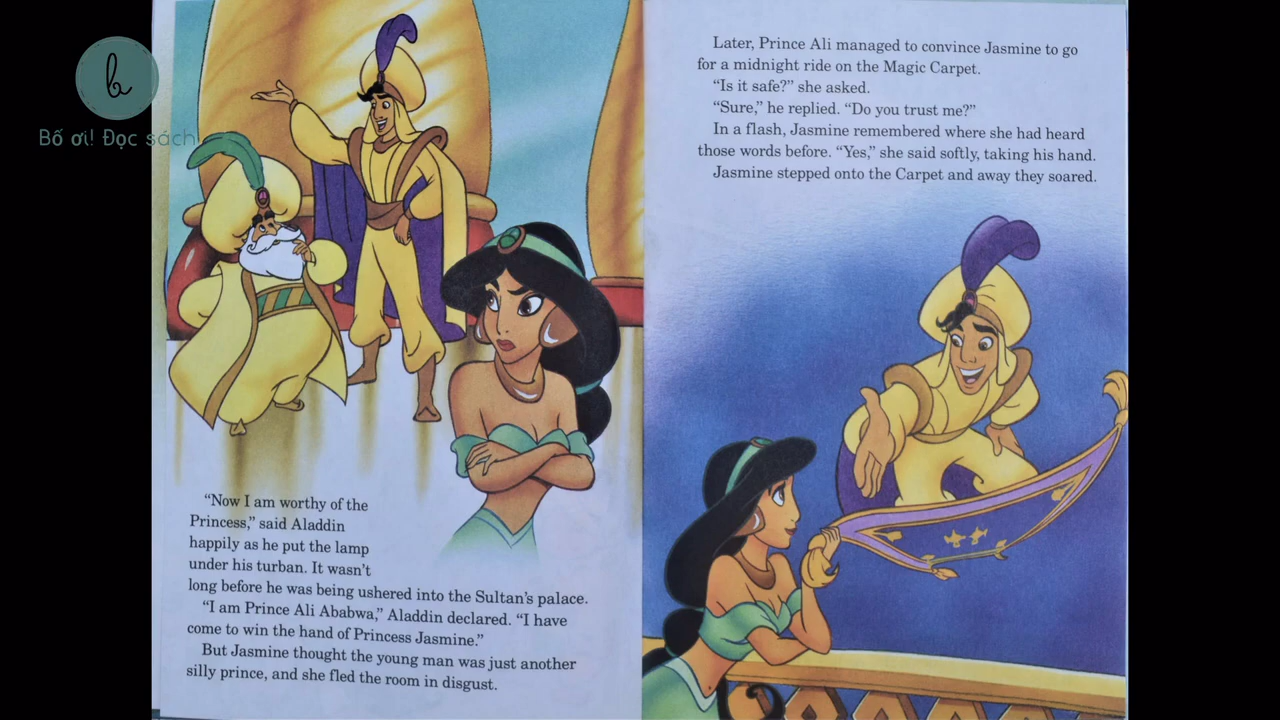 b
Bố ơi! Đọc sách
“Now I am worthy of the
Princess,” said Aladdin
happily as he put the lamp
under his turban. It wasn’t
long before he was being ushered into the Sultan’s palace.
“I am Prince Ali Ababwa,” Aladdin declared. “I have
come to win the hand of Princess Jasmine.”
But Jasmine thought the young man was just another
silly prince, and she fled the room in disgust.
Later, Prince Ali managed to convince Jasmine to go
for a midnight ride on the Magic Carpet.
“Is it safe?” she asked.
“Sure,” he replied. “Do you trust me?”
In a flash, Jasmine remembered where she had heard
those words before. “Yes,” she said softly, taking his hand.
Jasmine stepped onto the Carpet and away they soared.